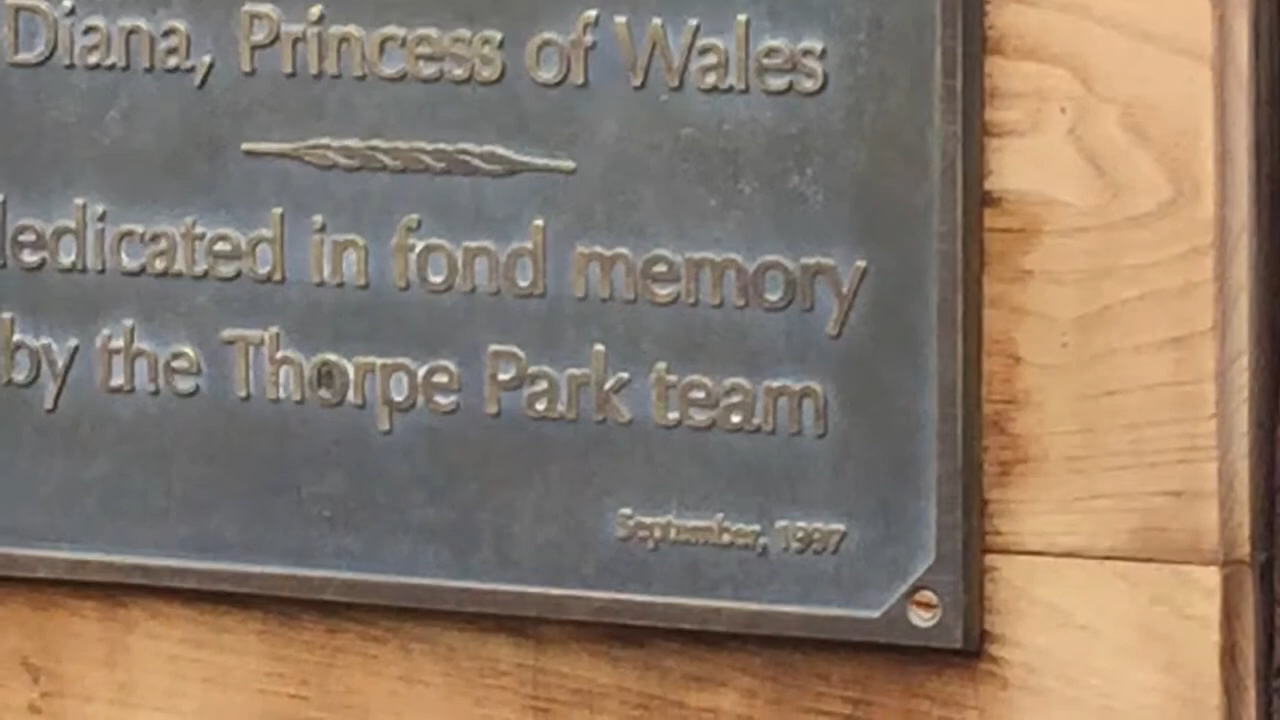 Diana, Princess of Wales
dedicated in fond memory
by the Thorpe Park team
September, 1997